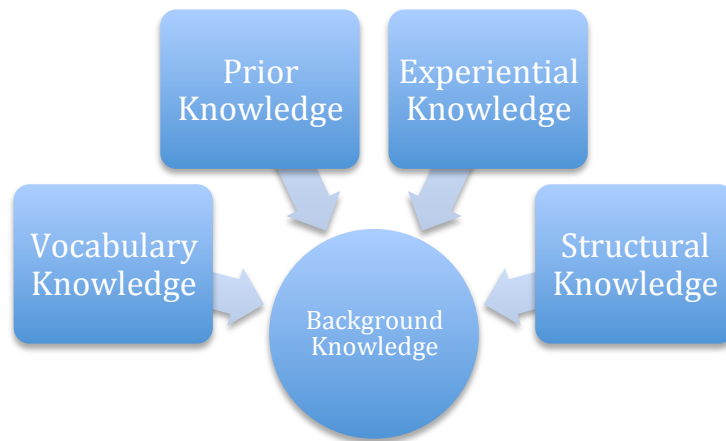 Prior
Knowledge
Experiential
Knowledge
Vocabulary
Knowledge
Structural
Knowledge
Background
Knowledge